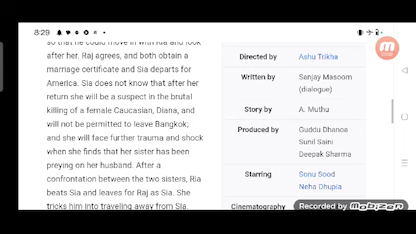 8:29
so that he could move in with Ria and look
after her. Raj agrees, and both obtain a
marriage certificate and Sia departs for
America. Sia does not know that after her
return she will be a suspect in the brutal
killing of a female Caucasian, Diana, and
will not be permitted to leave Bangkok;
and she will face further trauma and shock
when she finds that her sister has been
preying on her husband. After a
confrontation between the two sisters, Ria
beats Sia and leaves for Raj as Sia. She
tricks him into traveling away from Sia.
Directed by Ashu Trikha
Written by Sanjay Masoom
(dialogue)
Story by A. Muthu
Produced by Guddu Dhanoa
Sunil Saini
Deepak Sharma
Starring Sonu Sood
Neha Dhupia
Cinematography
Recorded by Mobizen